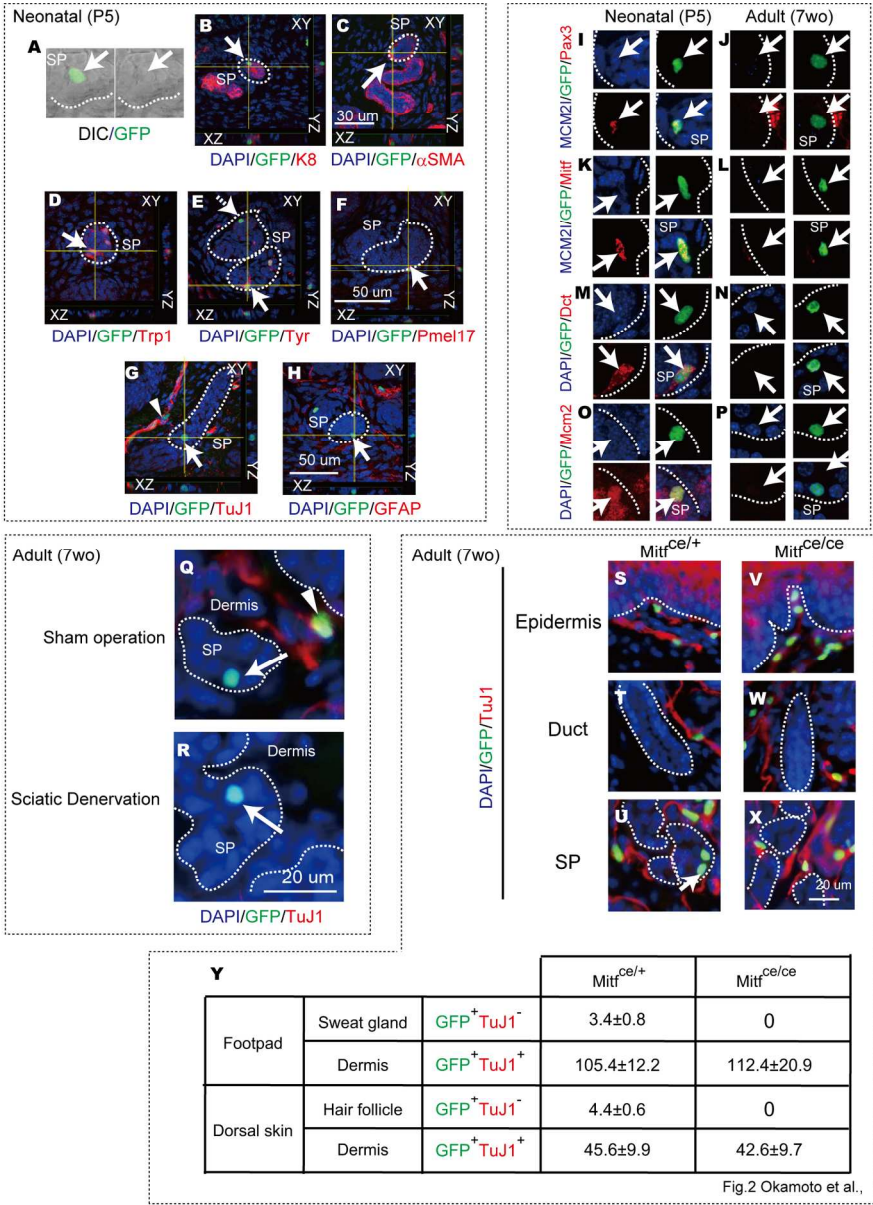 Neonatal (P5)
A
SP
DIC/GFP
B
XY
SP
XZ
YZ
DAPI/GFP/K8
C
SP
XY
30 um
XZ
YZ
DAPI/GFP/αSMA
D
XY
SP
XZ
YZ
DAPI/GFP/Trp1
E
XY
SP
XZ
YZ
DAPI/GFP/Tyr
F
XY
SP
50 um
XZ
YZ
DAPI/GFP/Pmel17
G
XY
SP
XZ
YZ
DAPI/GFP/TuJ1
H
XY
SP
50 um
XZ
YZ
DAPI/GFP/GFAP
Neonatal (P5) Adult (7wo)
MCM2I/GFP/Pax3
I
SP
J
SP
MCM2I/GFP/Mitf
K
SP
L
SP
DAPI/GFP/Dct
M
SP
N
SP
DAPI/GFP/Mcm2
O
SP
P
SP
Adult (7wo)
Sham operation
Q
Dermis
SP
Sciatic Denervation
R
Dermis
SP
20 um
DAPI/GFP/TuJ1
Adult (7wo)
Mitf ce/+ Mitf ce/ce
DAPI/GFP/TuJ1
Epidermis
S
V
Duct
T
W
SP
U
X
20 um
Y
Mitf ce/+ Mitf ce/ce
Footpad
Sweat gland GFP+TuJ1- 3.4±0.8 0
Dermis GFP+TuJ1+ 105.4±12.2 112.4±20.9
Dorsal skin
Hair follicle GFP+TuJ1- 4.4±0.6 0
Dermis GFP+TuJ1+ 45.6±9.9 42.6±9.7
Fig.2 Okamoto et al.,